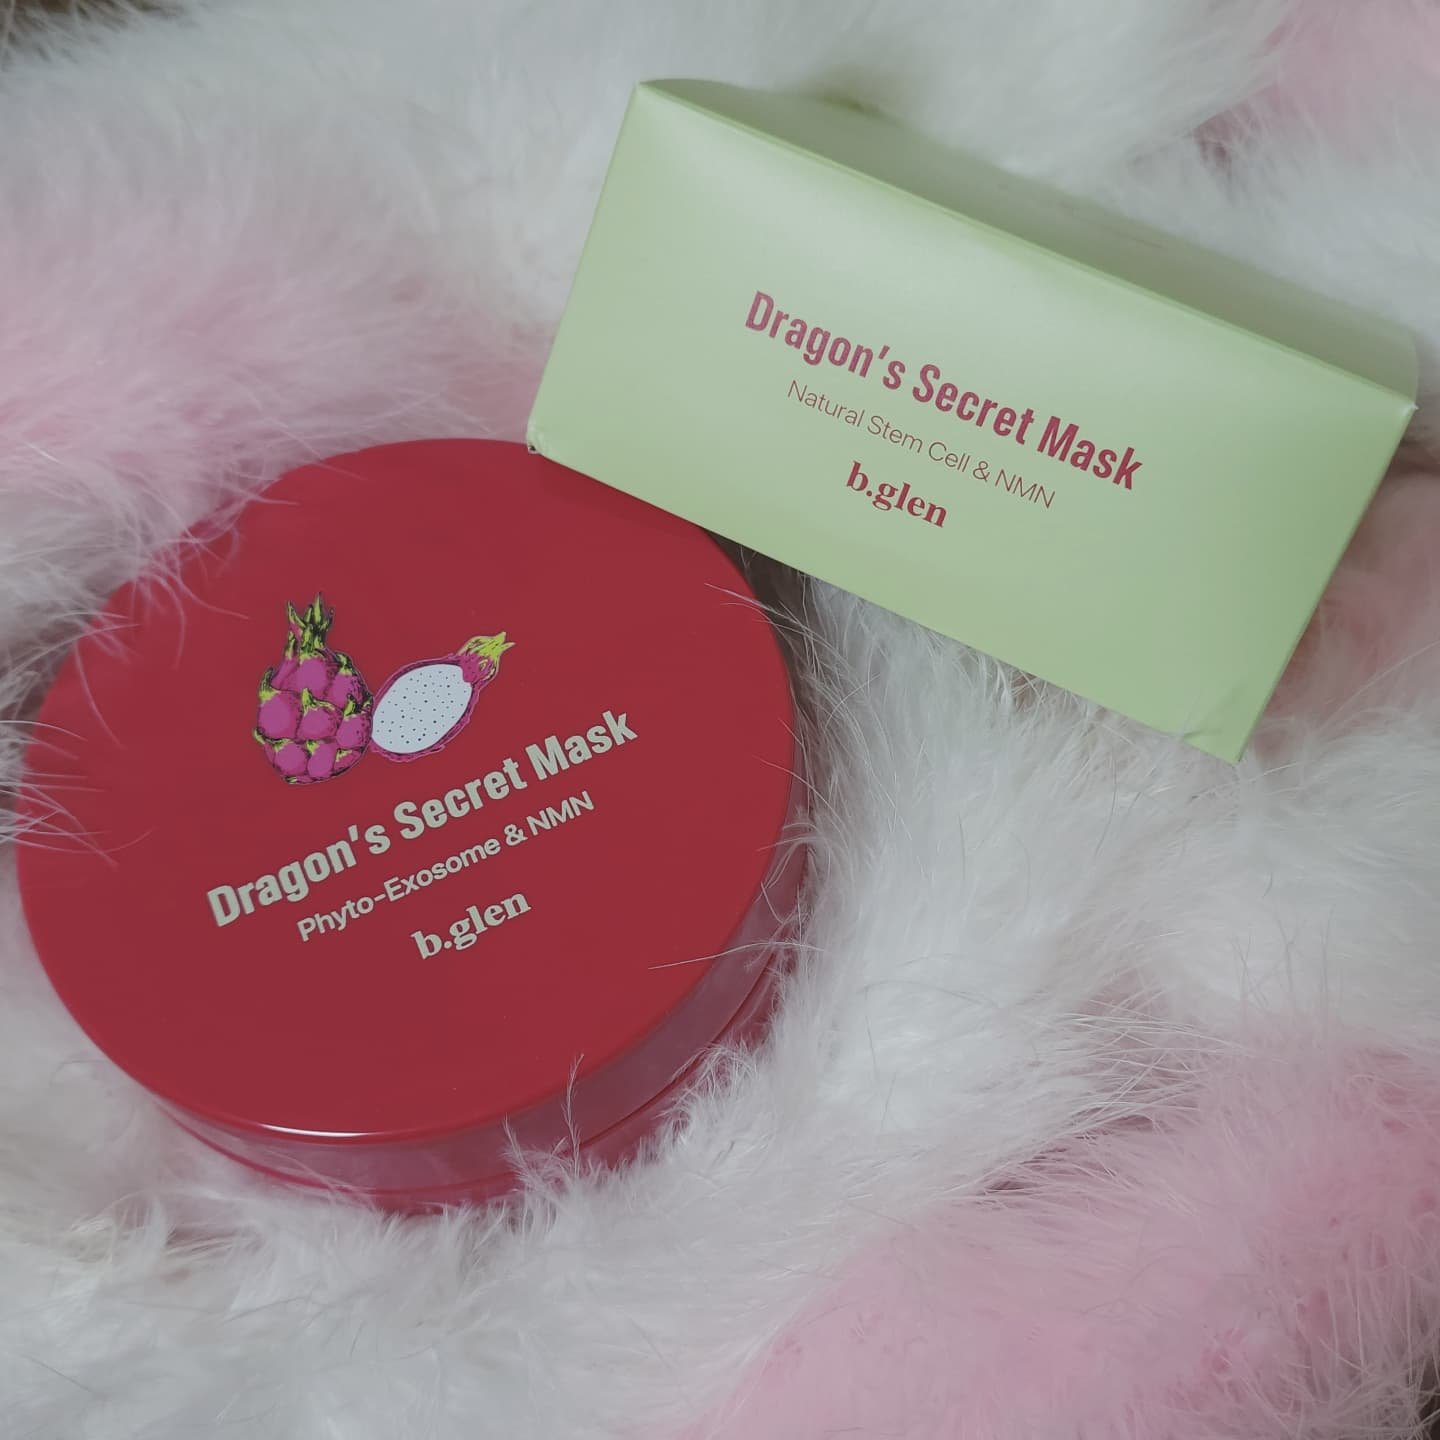 Dragon's Secret Mask
Natural Stem Cell & NMN
b.glen
Dragon's Secret Mask
Phyto-Exosome & NMN
b.glen